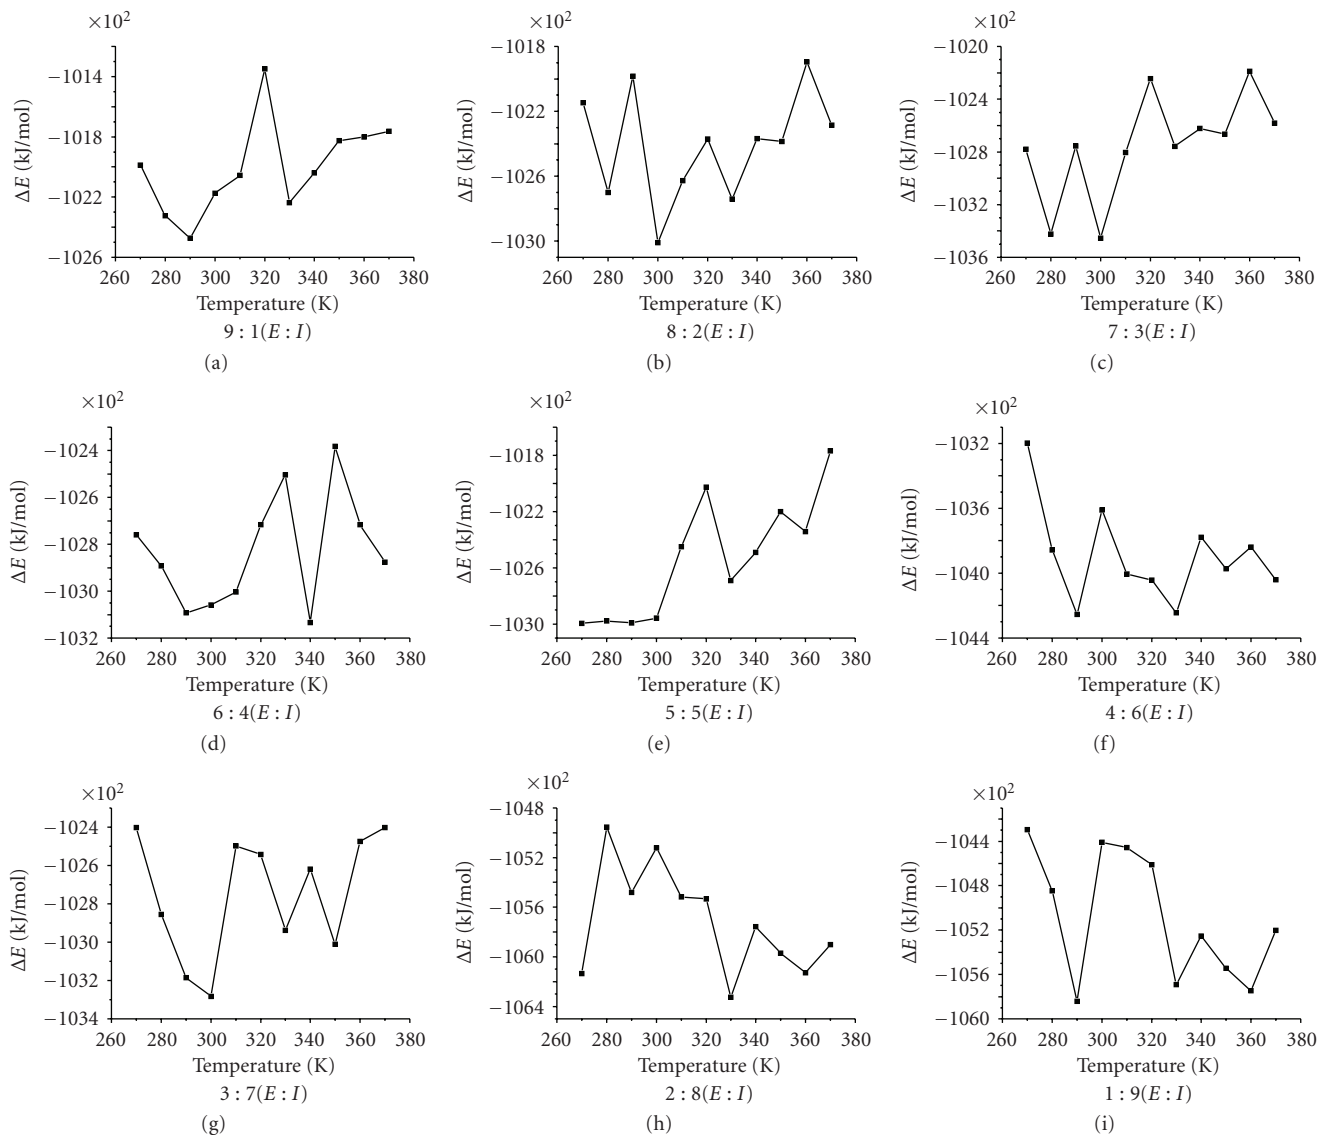 ×10²
−1014
−1018
−1022
−1026
ΔE (kJ/mol)
260 280 300 320 340 360 380
Temperature (K)
9 : 1(E : I)
(a)
×10²
−1018
−1022
−1026
−1030
ΔE (kJ/mol)
260 280 300 320 340 360 380
Temperature (K)
8 : 2(E : I)
(b)
×10²
−1020
−1024
−1028
−1032
−1036
ΔE (kJ/mol)
260 280 300 320 340 360 380
Temperature (K)
7 : 3(E : I)
(c)
×10²
−1024
−1026
−1028
−1030
−1032
ΔE (kJ/mol)
260 280 300 320 340 360 380
Temperature (K)
6 : 4(E : I)
(d)
×10²
−1018
−1022
−1026
−1030
ΔE (kJ/mol)
260 280 300 320 340 360 380
Temperature (K)
5 : 5(E : I)
(e)
×10²
−1032
−1036
−1040
−1044
ΔE (kJ/mol)
260 280 300 320 340 360 380
Temperature (K)
4 : 6(E : I)
(f)
×10²
−1024
−1026
−1028
−1030
−1032
−1034
ΔE (kJ/mol)
260 280 300 320 340 360 380
Temperature (K)
3 : 7(E : I)
(g)
×10²
−1048
−1052
−1056
−1060
−1064
ΔE (kJ/mol)
260 280 300 320 340 360 380
Temperature (K)
2 : 8(E : I)
(h)
×10²
−1044
−1048
−1052
−1056
−1060
ΔE (kJ/mol)
260 280 300 320 340 360 380
Temperature (K)
1 : 9(E : I)
(i)